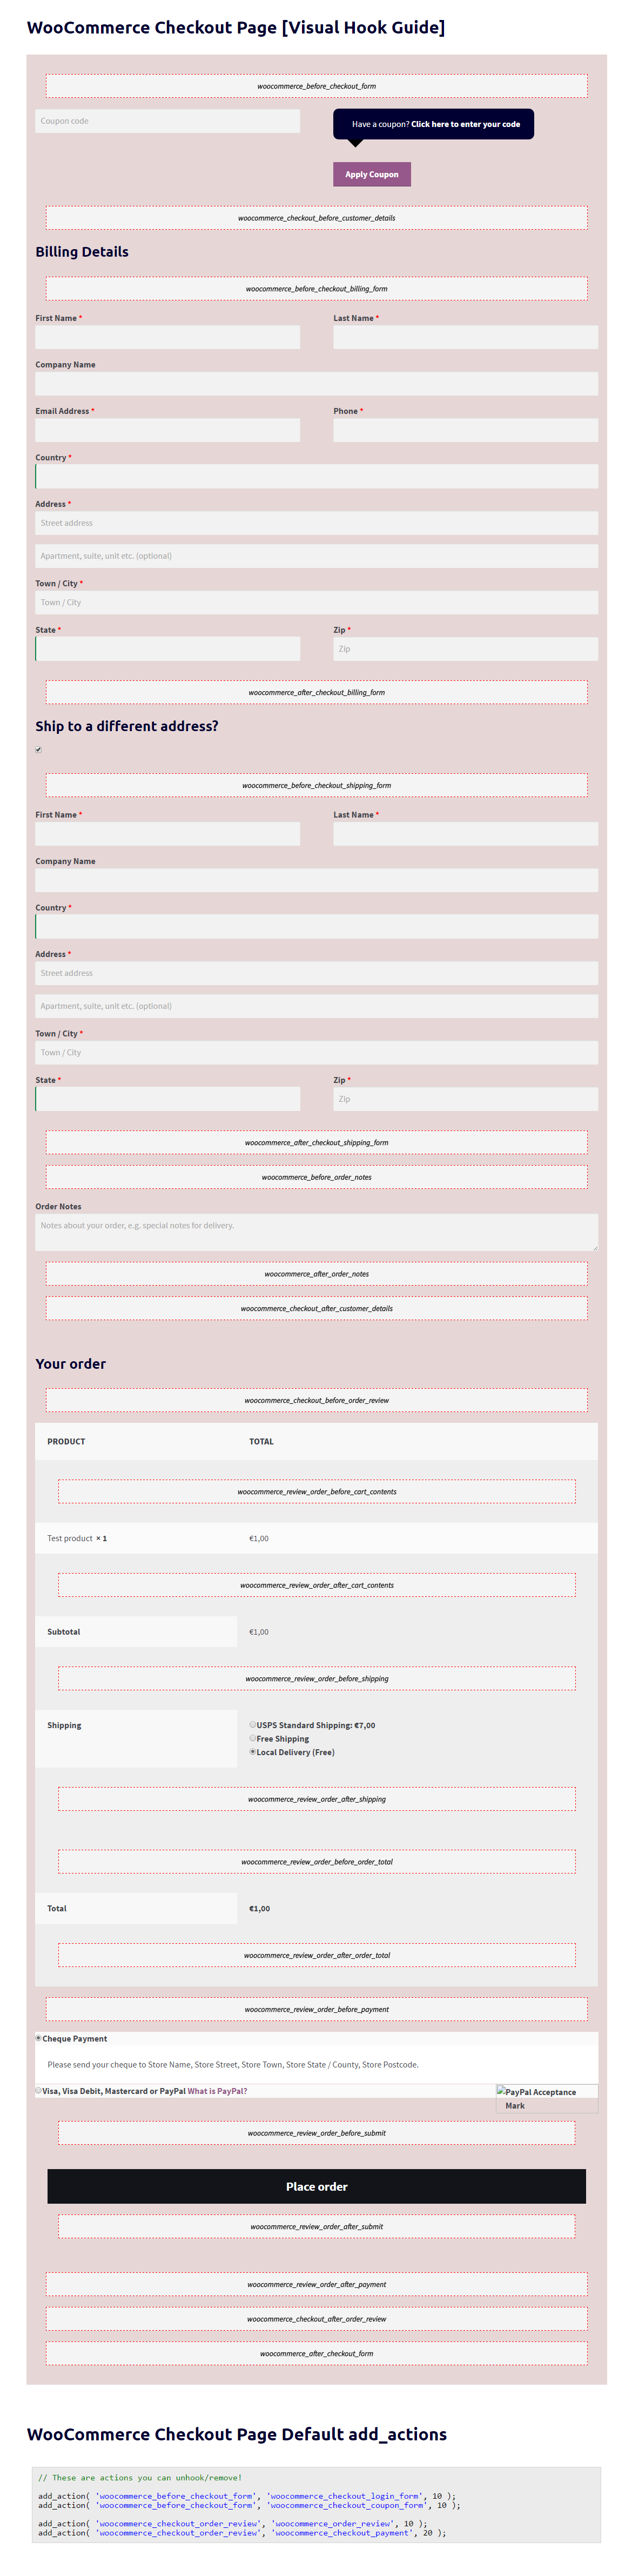 WooCommerce Checkout Page [Visual Hook Guide]
woocommerce_before_checkout_form
Coupon code
Have a coupon? Click here to enter your code
Apply Coupon
woocommerce_checkout_before_customer_details
Billing Details
woocommerce_before_checkout_billing_form
First Name *
Last Name *
Company Name
Email Address *
Phone *
Country *
Address *
Street address
Apartment, suite, unit etc. (optional)
Town / City *
Town / City
State *
Zip *
Zip
woocommerce_after_checkout_billing_form
Ship to a different address?
woocommerce_before_checkout_shipping_form
First Name *
Last Name *
Company Name
Country *
Address *
Street address
Apartment, suite, unit etc. (optional)
Town / City *
Town / City
State *
Zip *
Zip
woocommerce_after_checkout_shipping_form
woocommerce_before_order_notes
Order Notes
Notes about your order, e.g. special notes for delivery.
woocommerce_after_order_notes
woocommerce_checkout_after_customer_details
Your order
woocommerce_checkout_before_order_review
PRODUCT TOTAL
woocommerce_review_order_before_cart_contents
Test product × 1 €1,00
woocommerce_review_order_after_cart_contents
Subtotal €1,00
woocommerce_review_order_before_shipping
Shipping
USPS Standard Shipping: €7,00
Free Shipping
Local Delivery (Free)
woocommerce_review_order_after_shipping
woocommerce_review_order_before_order_total
Total €1,00
woocommerce_review_order_after_order_total
woocommerce_review_order_before_payment
Cheque Payment
Please send your cheque to Store Name, Store Street, Store Town, Store State / County, Store Postcode.
Visa, Visa Debit, Mastercard or PayPal What is PayPal?
PayPal Acceptance
Mark
woocommerce_review_order_before_submit
Place order
woocommerce_review_order_after_submit
woocommerce_review_order_after_payment
woocommerce_checkout_after_order_review
woocommerce_after_checkout_form
WooCommerce Checkout Page Default add_actions
// These are actions you can unhook/remove!
add_action( 'woocommerce_before_checkout_form', 'woocommerce_checkout_login_form', 10 );
add_action( 'woocommerce_before_checkout_form', 'woocommerce_checkout_coupon_form', 10 );
add_action( 'woocommerce_checkout_order_review', 'woocommerce_order_review', 10 );
add_action( 'woocommerce_checkout_order_review', 'woocommerce_checkout_payment', 20 );